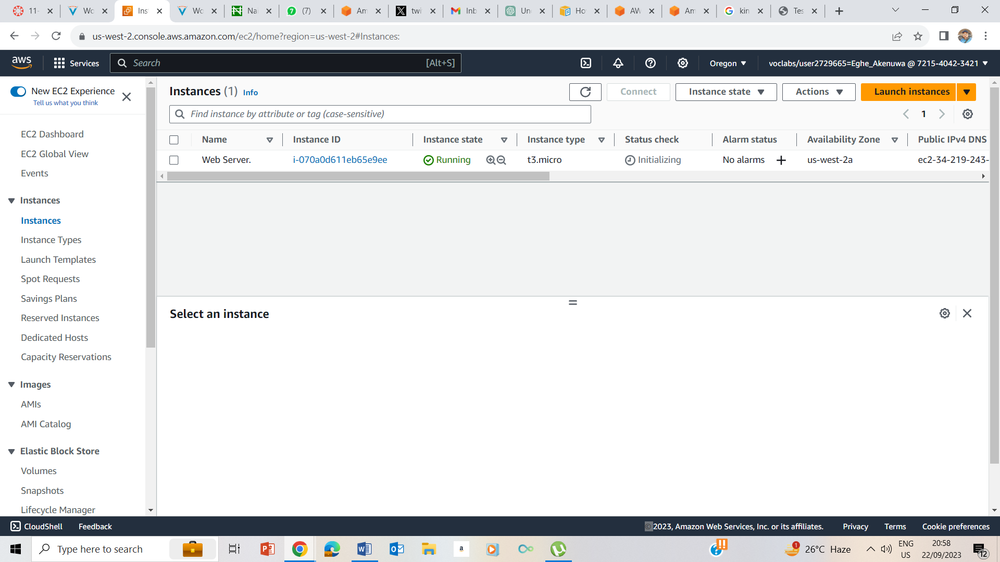 11-
Wo
Ins
Wo
Nai
(7)
Am
twi
Inb
Un
Ho
AW
Am
kin
Tes
us-west-2.console.aws.amazon.com/ec2/home?region=us-west-2#Instances:
aws
Services
Search
[Alt+S]
Oregon
voclabs/user2729665=Eghe_Akenuwa @ 7215-4042-3421
New EC2 Experience
Tell us what you think
EC2 Dashboard
EC2 Global View
Events
Instances
Instances
Instance Types
Launch Templates
Spot Requests
Savings Plans
Reserved Instances
Dedicated Hosts
Capacity Reservations
Images
AMIs
AMI Catalog
Elastic Block Store
Volumes
Snapshots
Lifecycle Manager
Instances (1) Info
Connect
Instance state
Actions
Launch instances
Find instance by attribute or tag (case-sensitive)
1
Name Instance ID Instance state Instance type Status check Alarm status Availability Zone Public IPv4 DNS
Web Server. i-070a0d611eb65e9ee Running t3.micro Initializing No alarms + us-west-2a ec2-34-219-243-
Select an instance
CloudShell
Feedback
© 2023, Amazon Web Services, Inc. or its affiliates.
Privacy
Terms
Cookie preferences
Type here to search
a
1
26°C Haze
ENG
US
20:58
22/09/2023
12